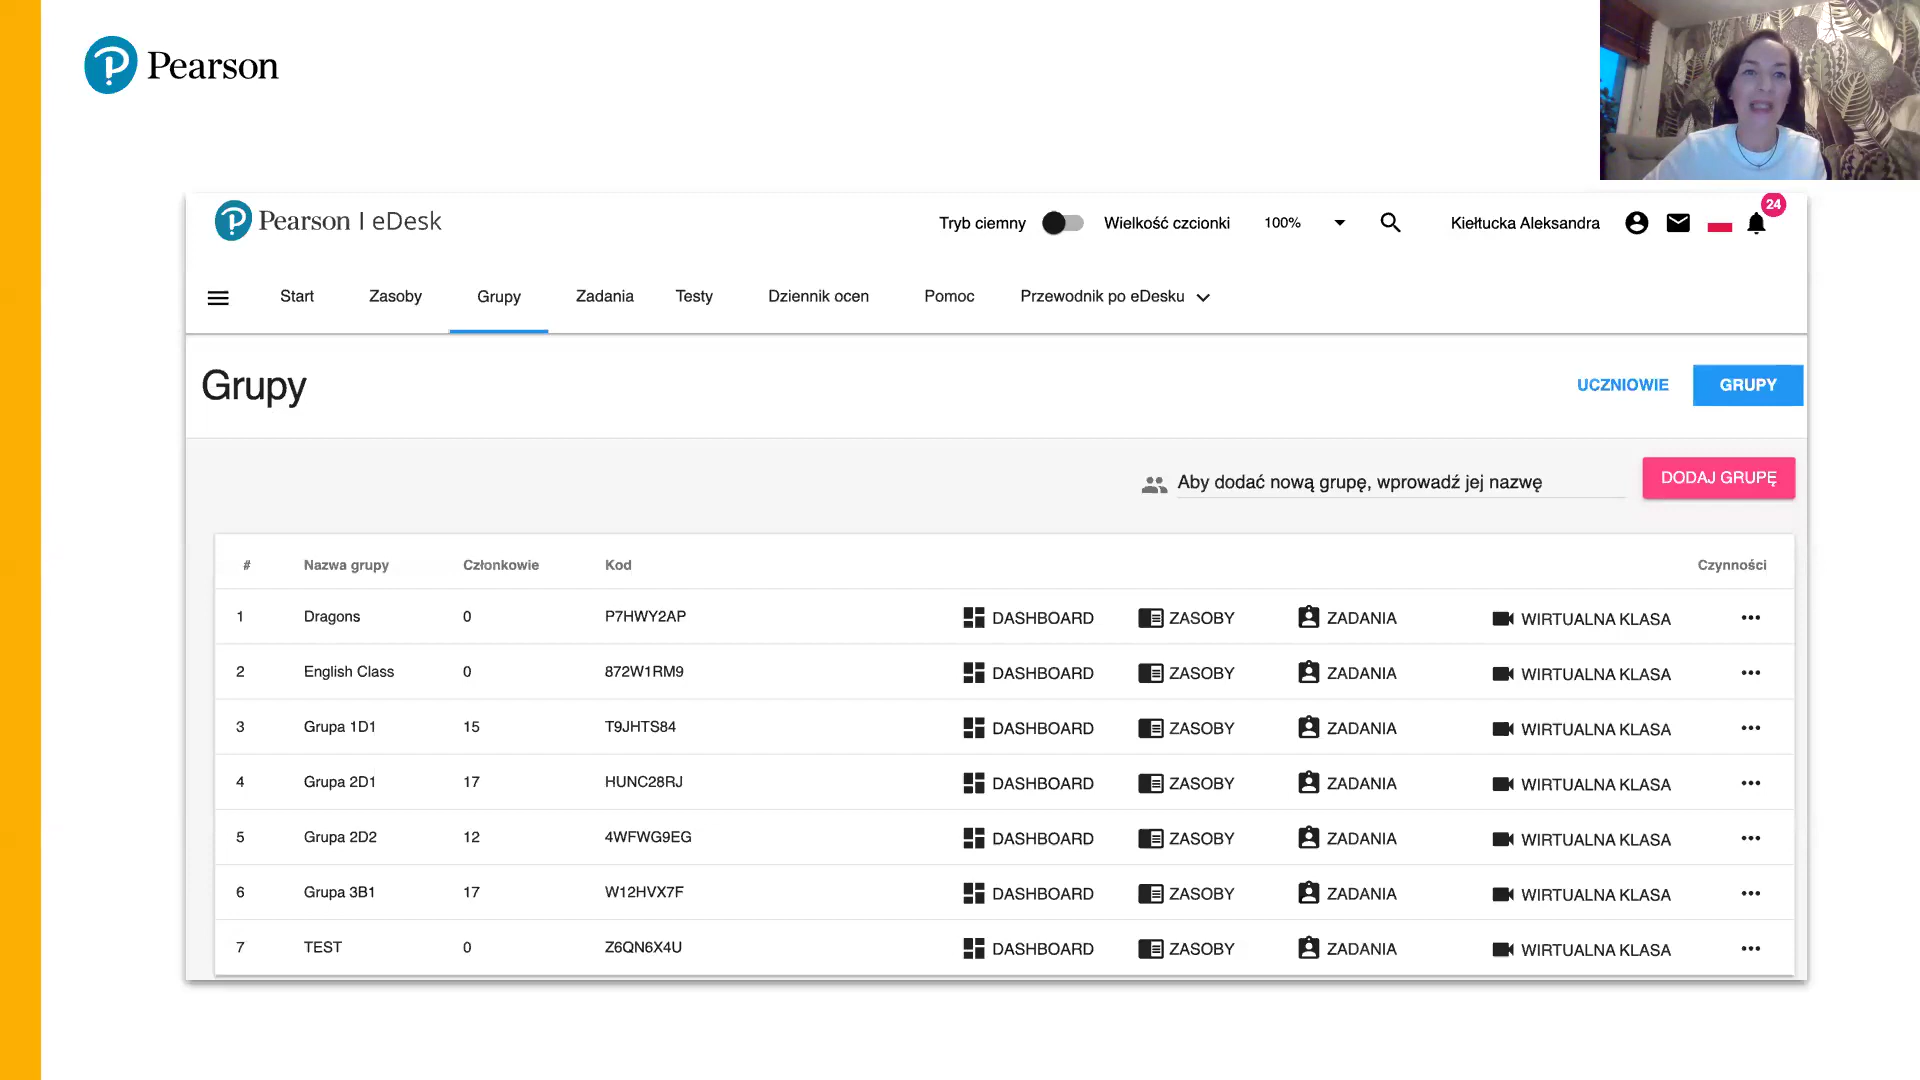 Pearson
Pearson | eDesk
Tryb ciemny Wielkość czcionki 100% Kiełtucka Aleksandra 24
Start Zasoby Grupy Zadania Testy Dziennik ocen Pomoc Przewodnik po eDesku
Grupy UCZNIOWIE GRUPY
Aby dodać nową grupę, wprowadź jej nazwę DODAJ GRUPĘ
# Nazwa grupy Członkowie Kod Czynności
1 Dragons 0 P7HWY2AP DASHBOARD ZASOBY ZADANIA WIRTUALNA KLASA
2 English Class 0 872W1RM9 DASHBOARD ZASOBY ZADANIA WIRTUALNA KLASA
3 Grupa 1D1 15 T9JHTS84 DASHBOARD ZASOBY ZADANIA WIRTUALNA KLASA
4 Grupa 2D1 17 HUNC28RJ DASHBOARD ZASOBY ZADANIA WIRTUALNA KLASA
5 Grupa 2D2 12 4WFWG9EG DASHBOARD ZASOBY ZADANIA WIRTUALNA KLASA
6 Grupa 3B1 17 W12HVX7F DASHBOARD ZASOBY ZADANIA WIRTUALNA KLASA
7 TEST 0 Z6QN6X4U DASHBOARD ZASOBY ZADANIA WIRTUALNA KLASA